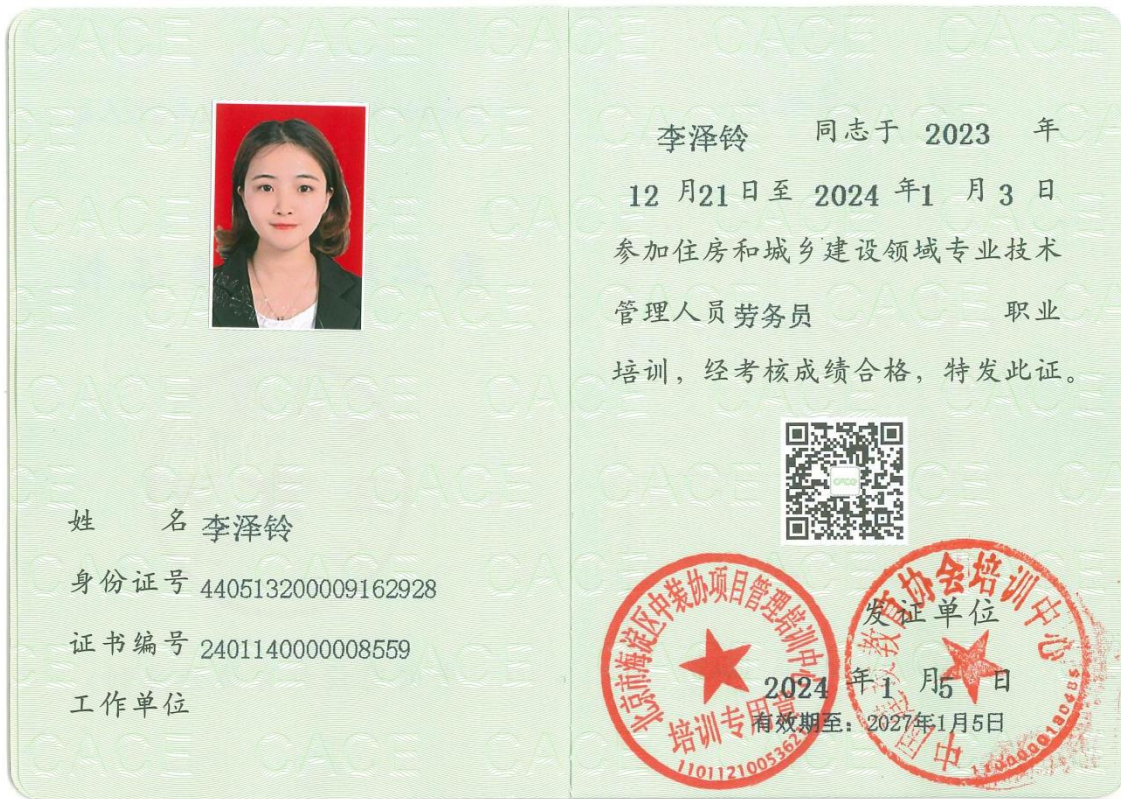 姓 名 李泽铃
身份证号 440513200009162928
证书编号 2401140000008559
工作单位
李泽铃 同志于 2023 年
12 月 21 日至 2024 年 1 月 3 日
参加住房和城乡建设领域专业技术
管理人员 劳务员 职业
培训，经考核成绩合格，特发此证。
CACE
北京市海淀区中装协项目管理培训中心
培训专用章
教育协会培训中心
发证单位
2024 年 1 月 5 日
有效期至：2027年1月5日